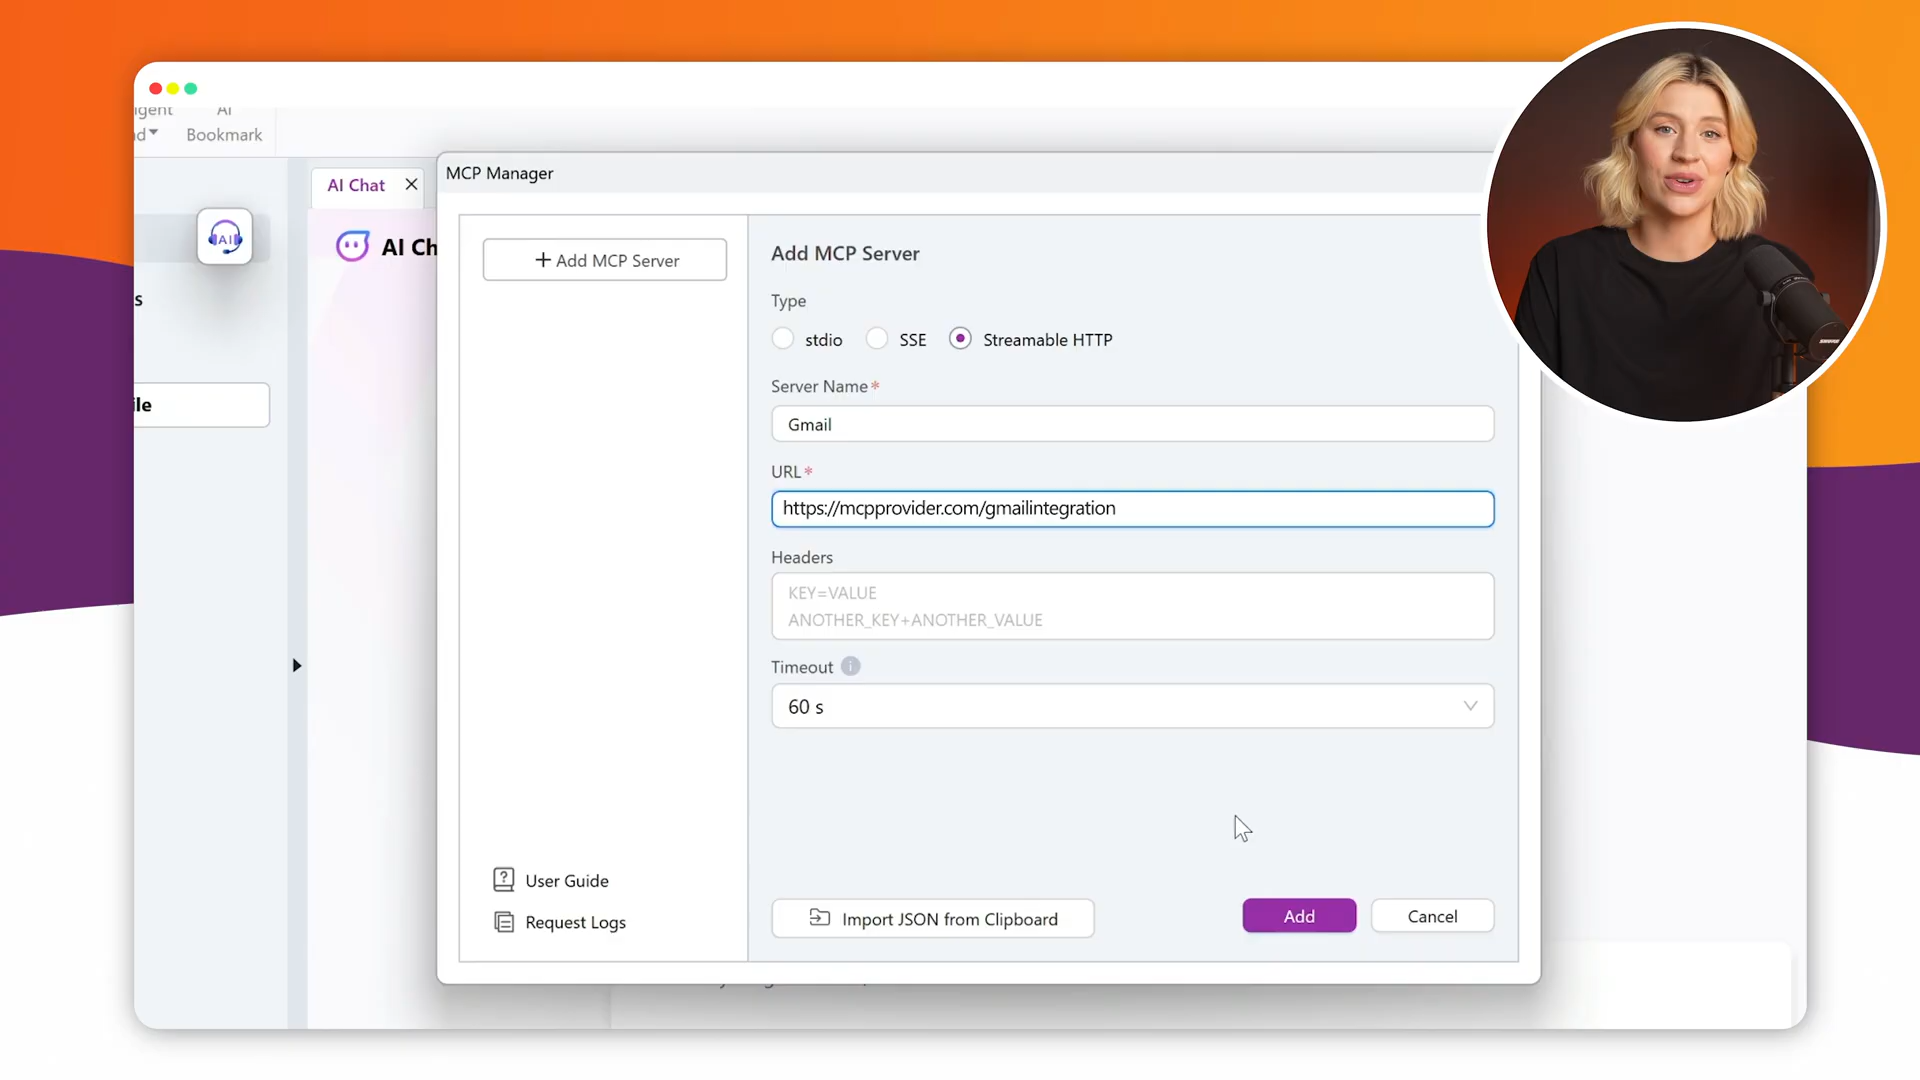 AI
Bookmark
AI Chat
MCP Manager
AI
AI Ch
s
ile
+ Add MCP Server
Add MCP Server
Type
stdio
SSE
Streamable HTTP
Server Name*
Gmail
URL*
https://mcpprovider.com/gmailintegration
Headers
KEY=VALUE
ANOTHER_KEY+ANOTHER_VALUE
Timeout
60 s
User Guide
Request Logs
Import JSON from Clipboard
Add
Cancel